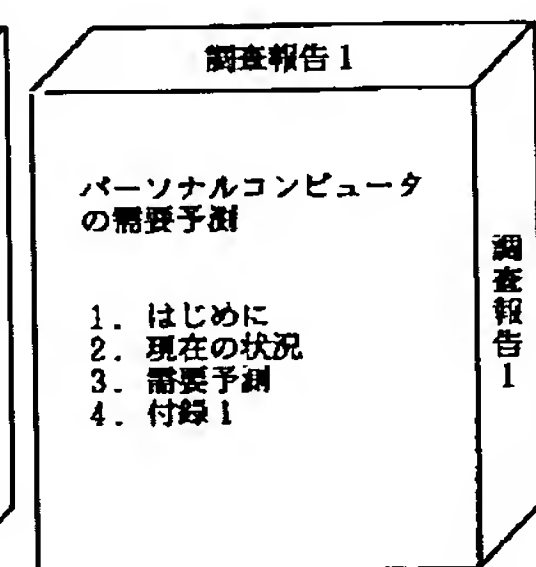 調査報告1
パーソナルコンピュータ
の需要予測
1. はじめに
2. 現在の状況
3. 需要予測
4. 付録1
調査報告1